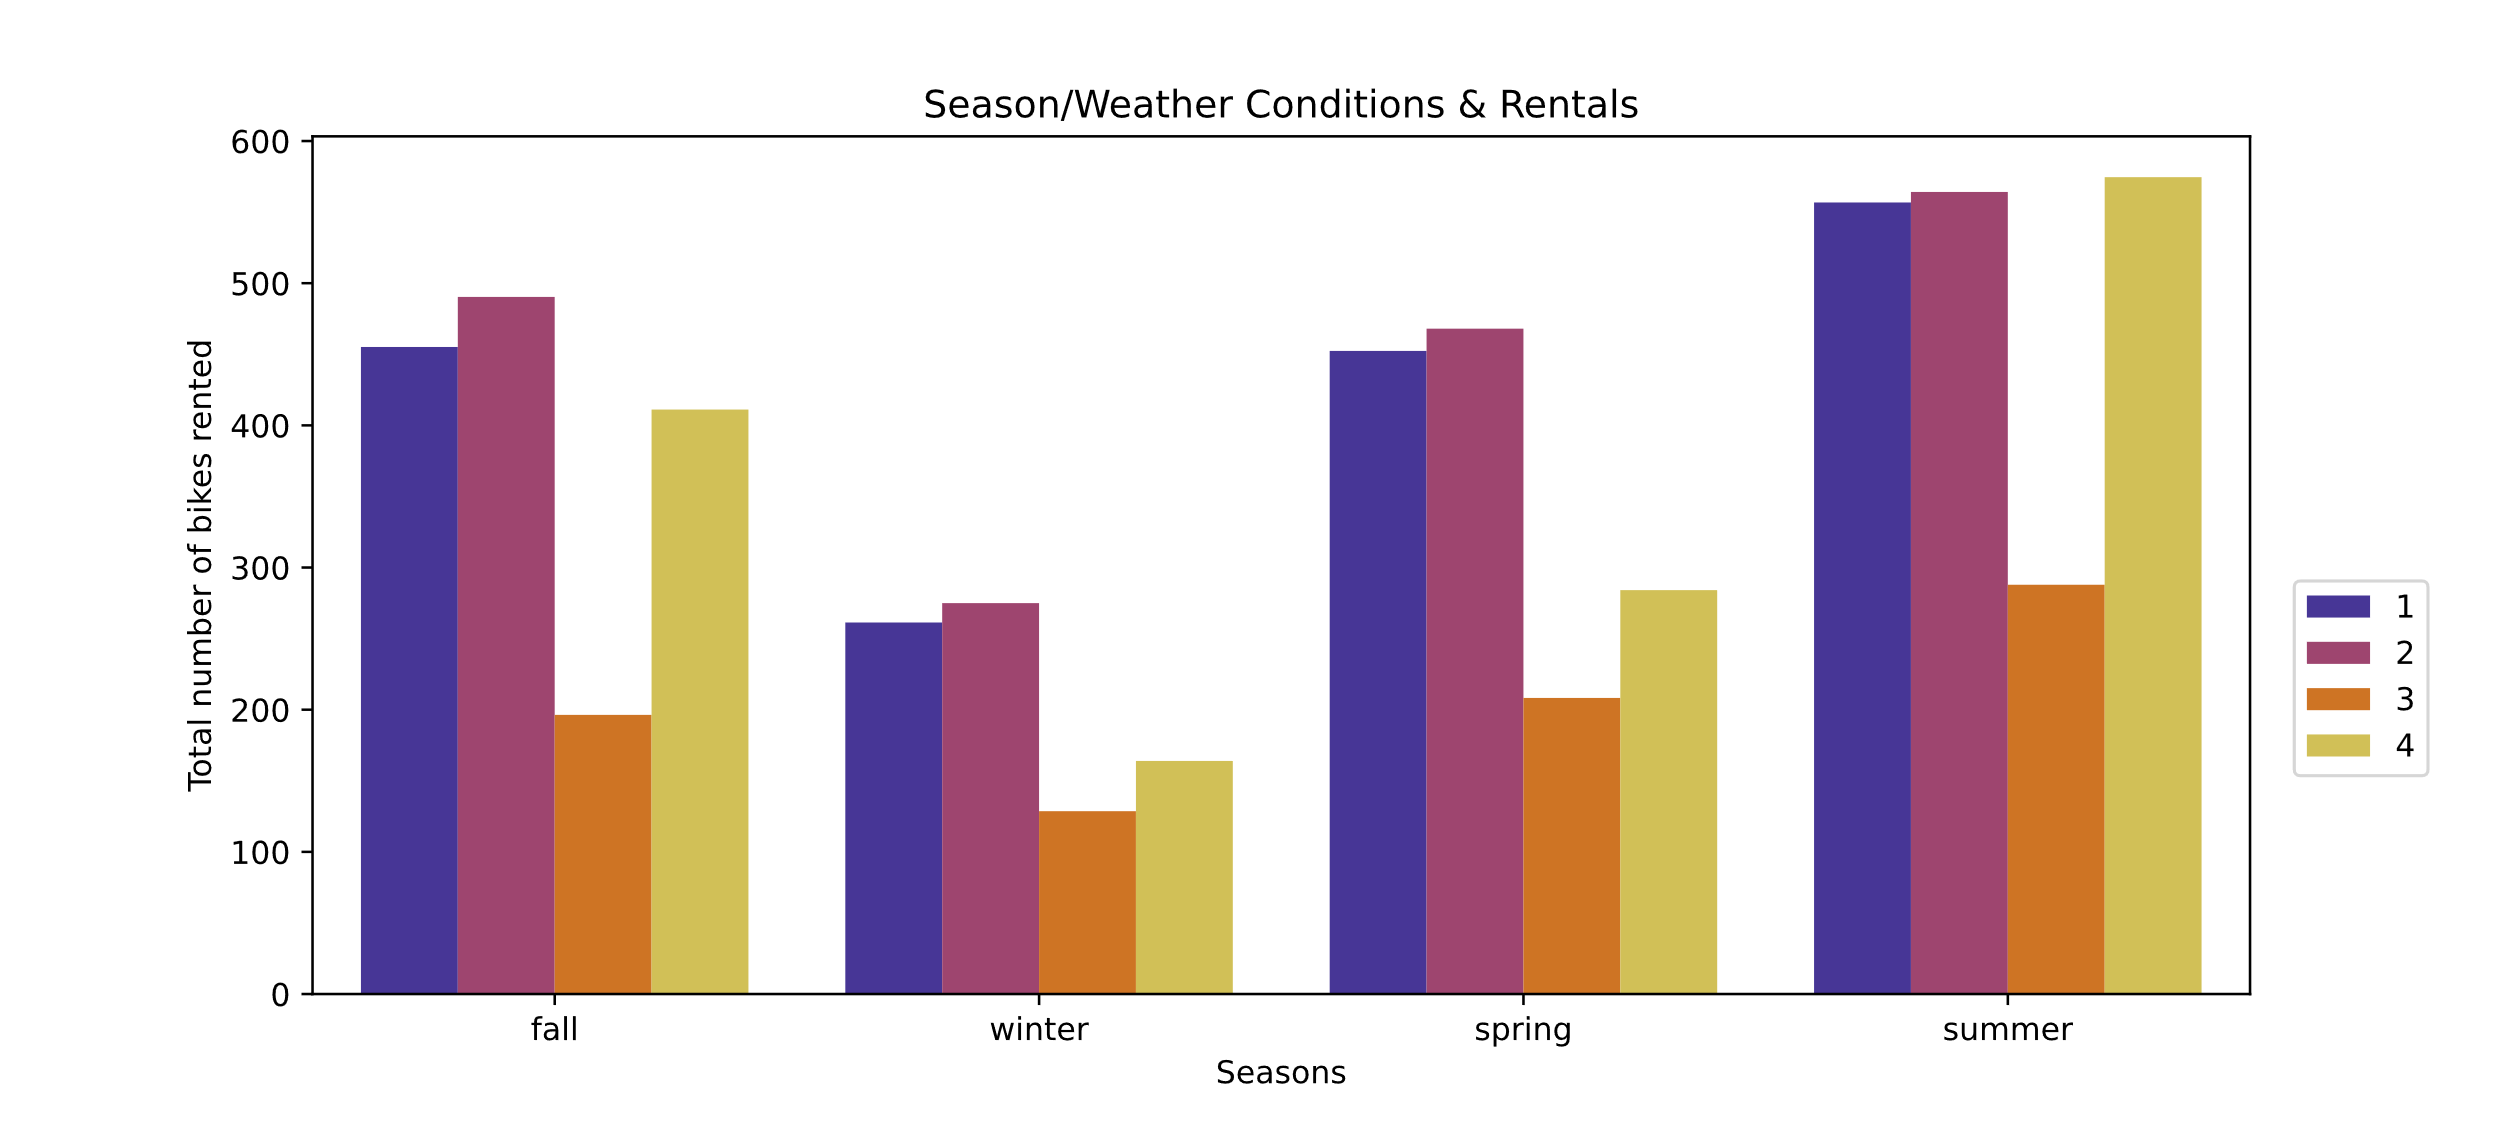 Season/Weather Conditions & Rentals
600
500
400
300
200
100
0
Total number of bikes rented
fall
winter
spring
summer
Seasons
1
2
3
4